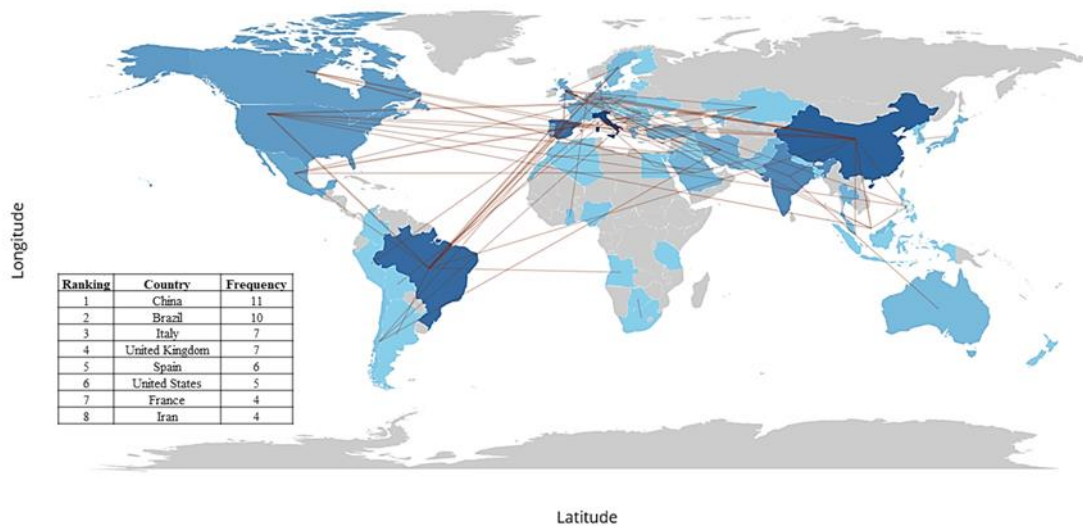 Longitude
Ranking Country Frequency
1 China 11
2 Brazil 10
3 Italy 7
4 United Kingdom 7
5 Spain 6
6 United States 5
7 France 4
8 Iran 4
Latitude